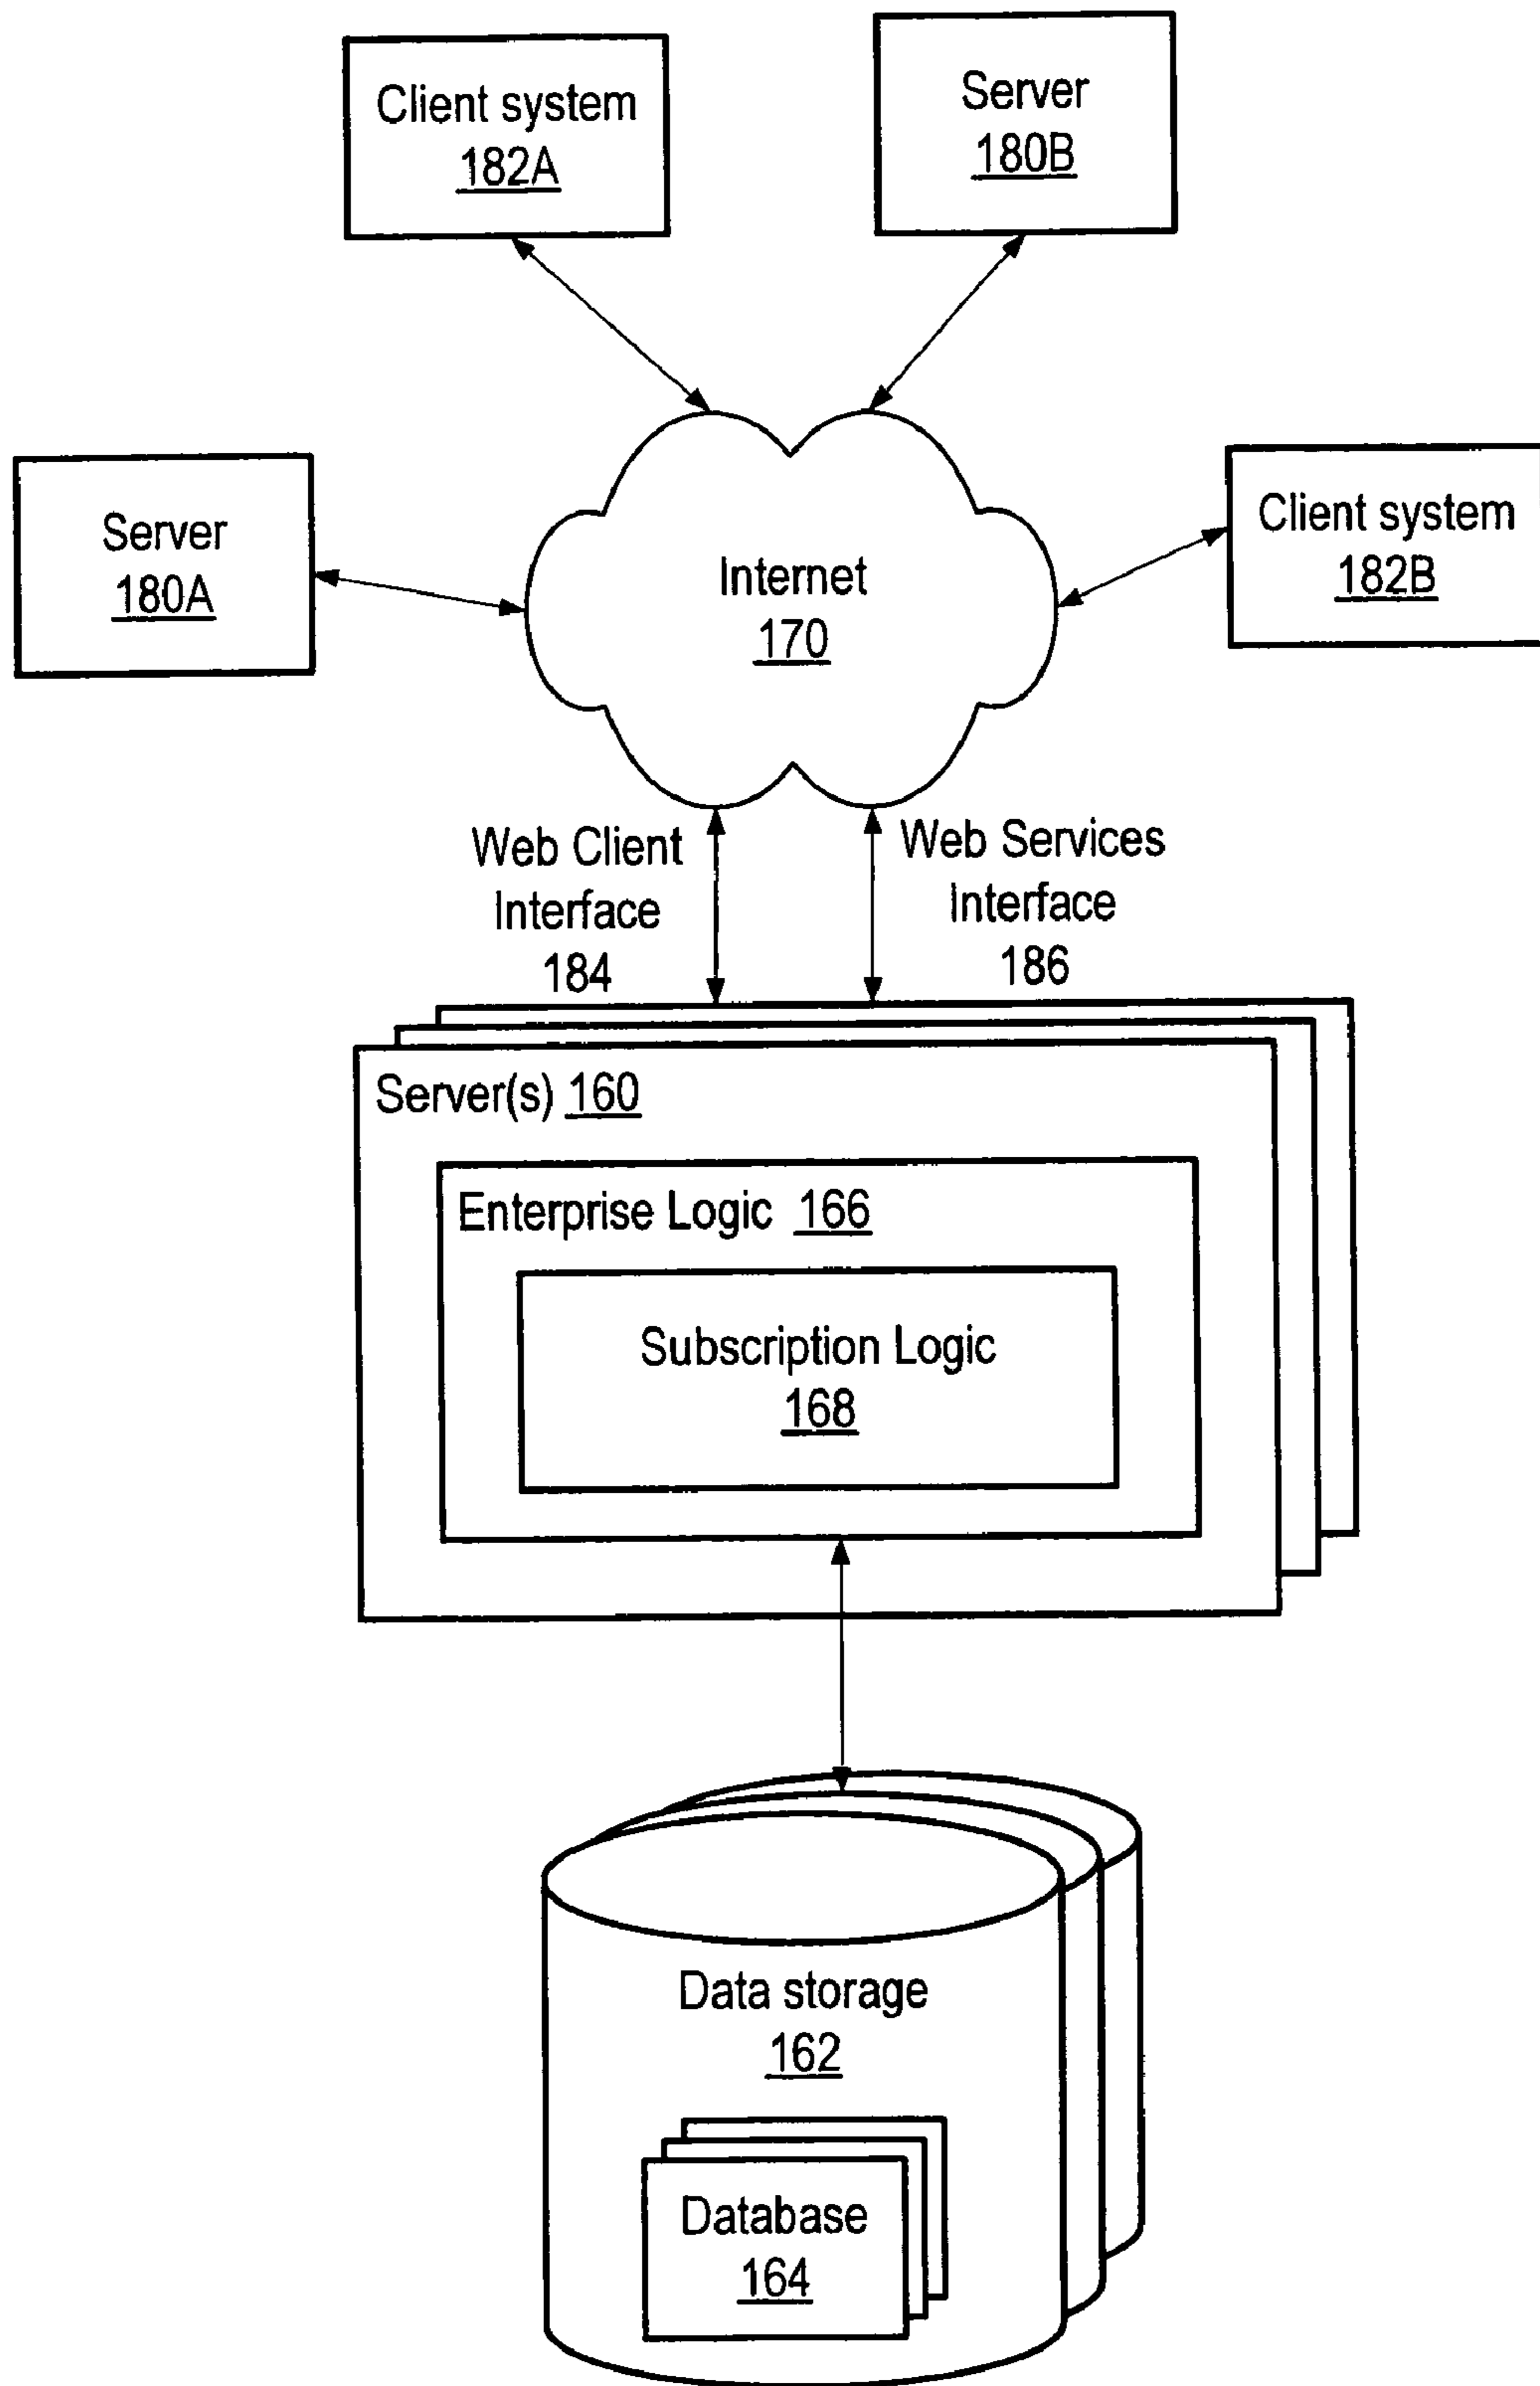 Client system
182A
Server
180B
Server
180A
Internet
170
Client system
182B
Web Client
Interface
184
Web Services
Interface
186
Server(s) 160
Enterprise Logic 166
Subscription Logic
168
Data storage
162
Database
164